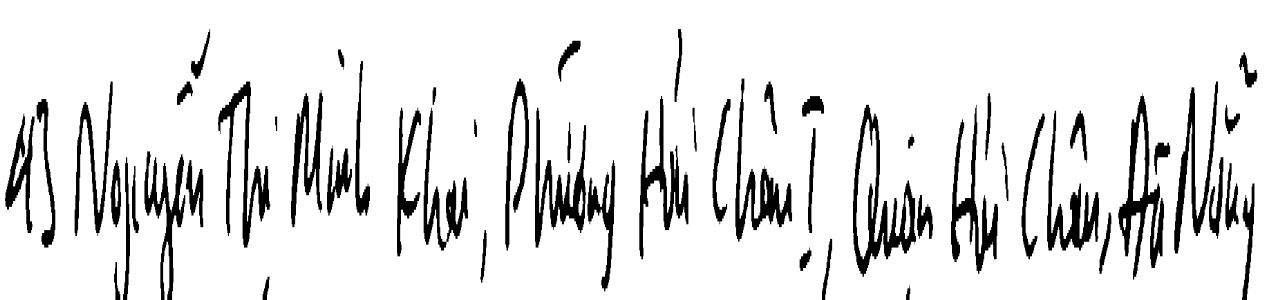 43 Nguyễn Thị Minh Khai, Phường Hải Châu I, Quận Hải Châu, Đà Nẵng